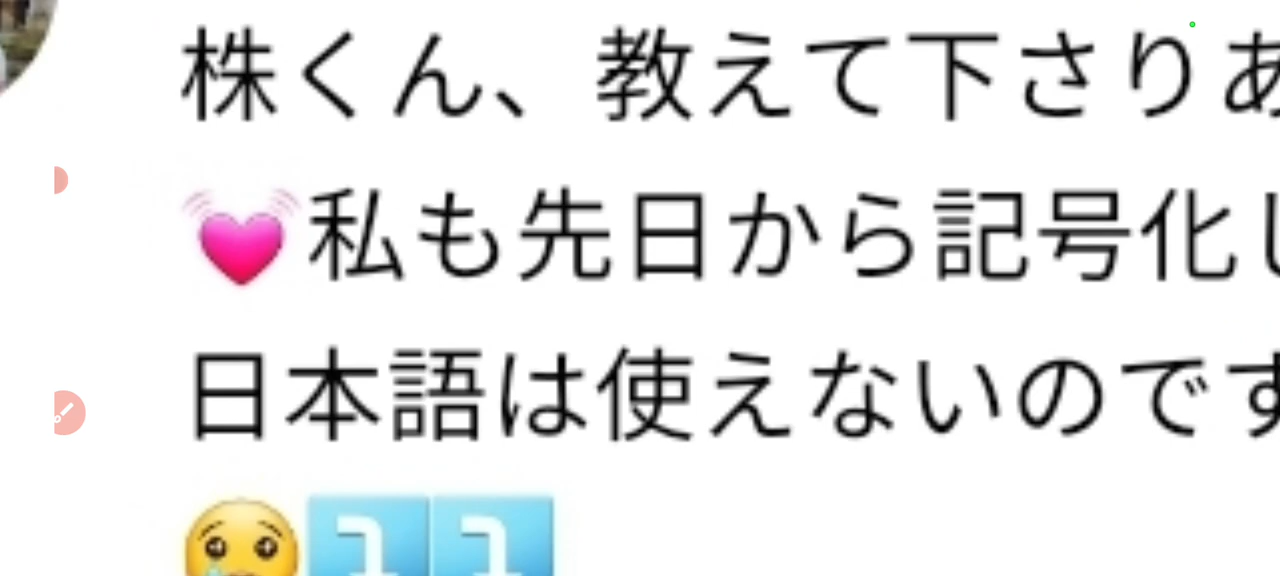 株くん、教えて下さりあ
💓私も先日から記号化し
日本語は使えないのです
😢⤵️⤵️